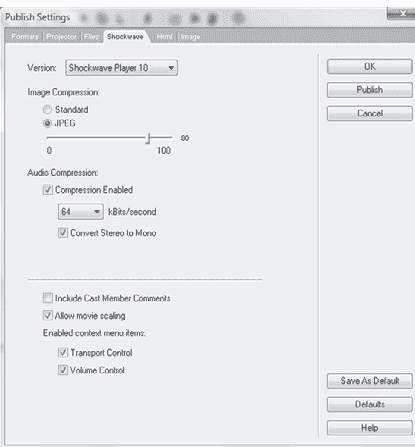 Publish Settings
Formats Projector Files Shockwave Html Image
Version: Shockwave Player 10
OK
Publish
Cancel
Image Compression:
Standard
JPEG
80
0 100
Audio Compression:
Compression Enabled
64 kBits/second
Convert Stereo to Mono
Include Cast Member Comments
Allow movie scaling
Enabled context menu items:
Transport Control
Volume Control
Save As Default
Defaults
Help